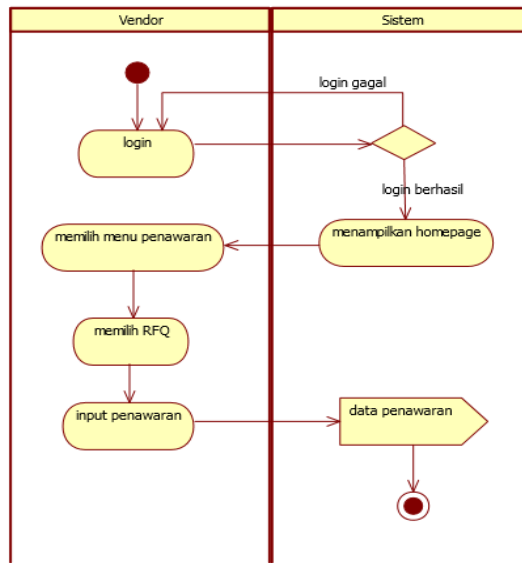 Vendor
Sistem
login gagal
login
login berhasil
memilih menu penawaran
menampilkan homepage
memilih RFQ
input penawaran
data penawaran